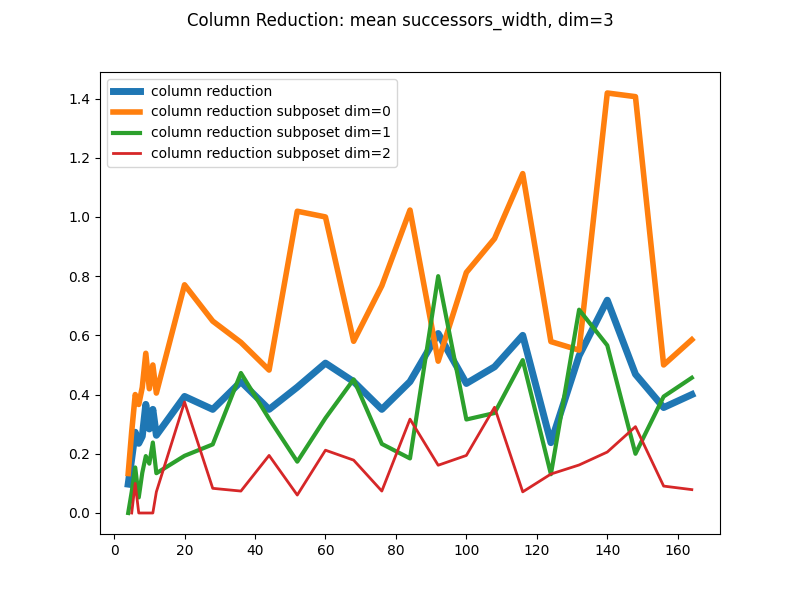 Column Reduction: mean successors_width, dim=3
column reduction
column reduction subposet dim=0
column reduction subposet dim=1
column reduction subposet dim=2
1.4
1.2
1.0
0.8
0.6
0.4
0.2
0.0
0 20 40 60 80 100 120 140 160